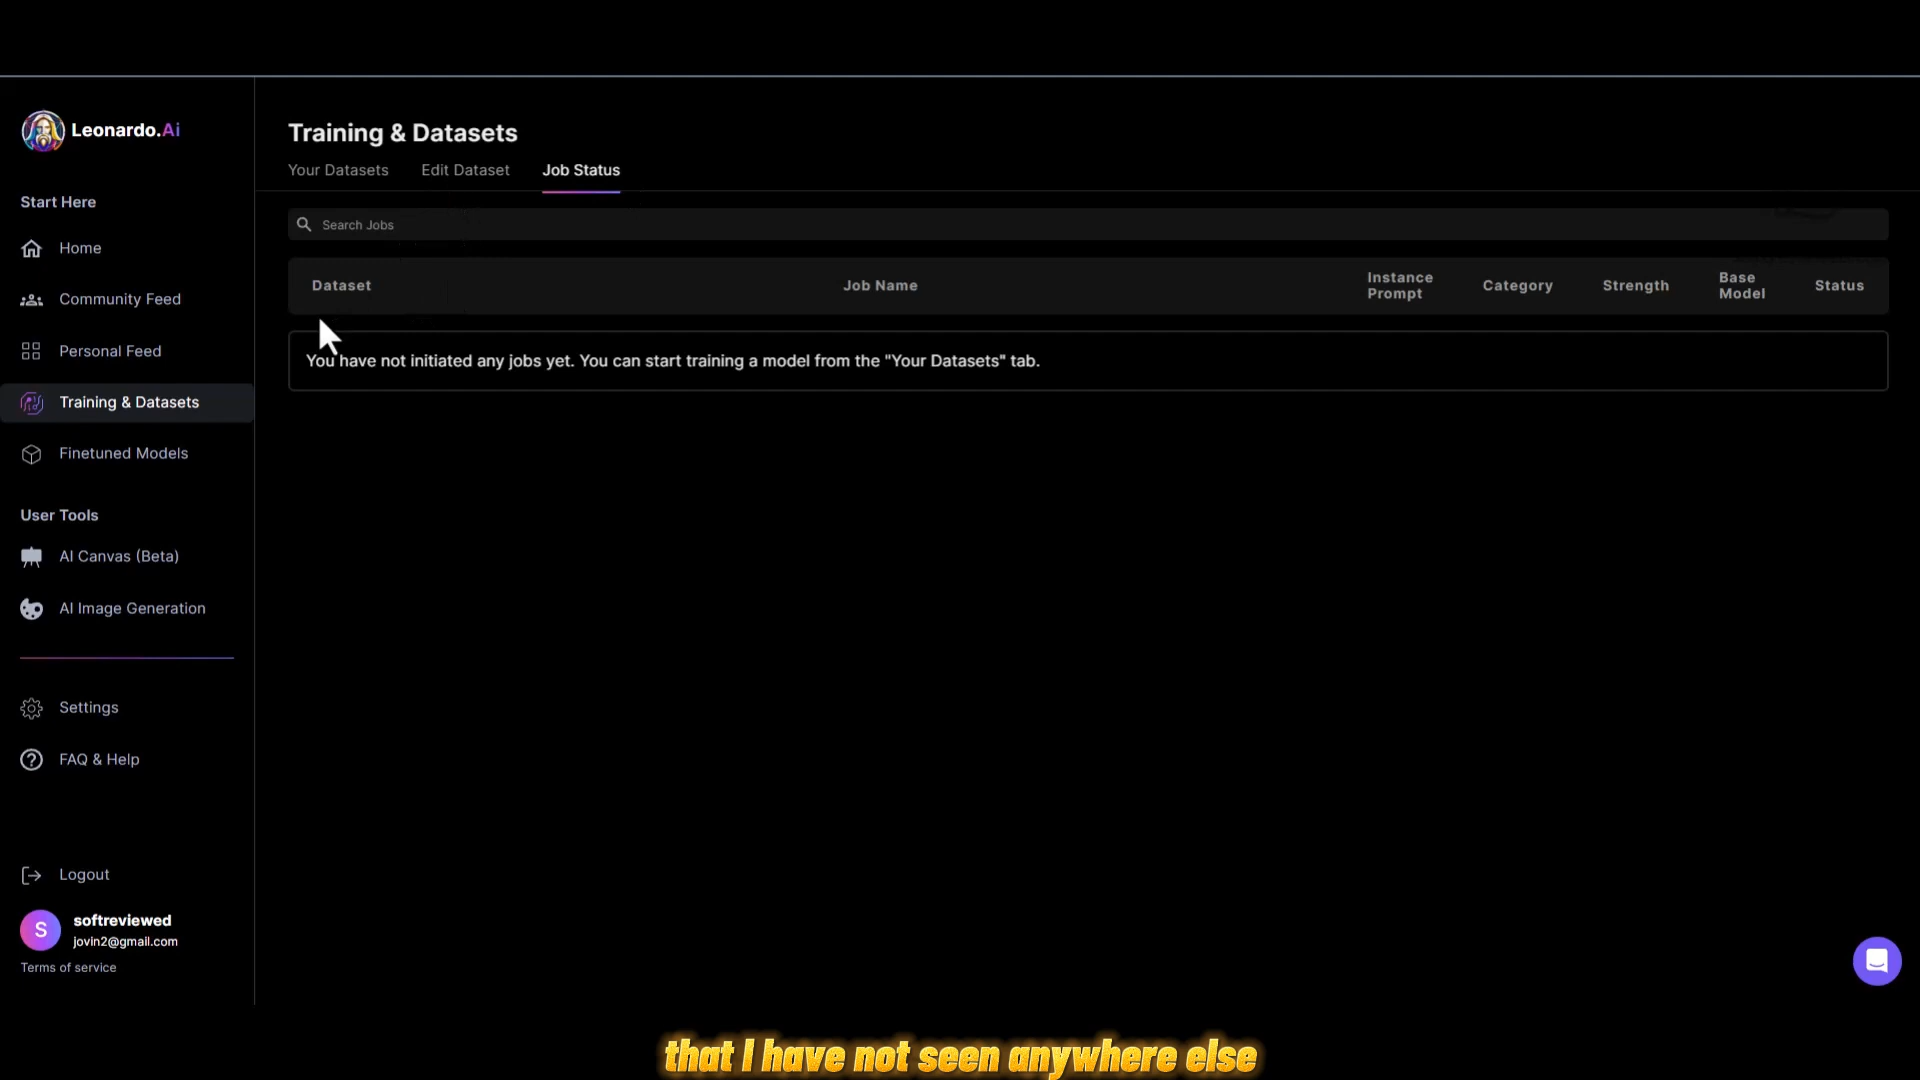 Leonardo.Ai
Start Here
Home
Community Feed
Personal Feed
Training & Datasets
Finetuned Models
User Tools
AI Canvas (Beta)
AI Image Generation
Settings
FAQ & Help
Logout
S
softreviewed
jovin2@gmail.com
Terms of service
Training & Datasets
Your Datasets Edit Dataset Job Status
Search Jobs
Dataset Job Name Instance Prompt Category Strength Base Model Status
You have not initiated any jobs yet. You can start training a model from the "Your Datasets" tab.
that I have not seen anywhere else